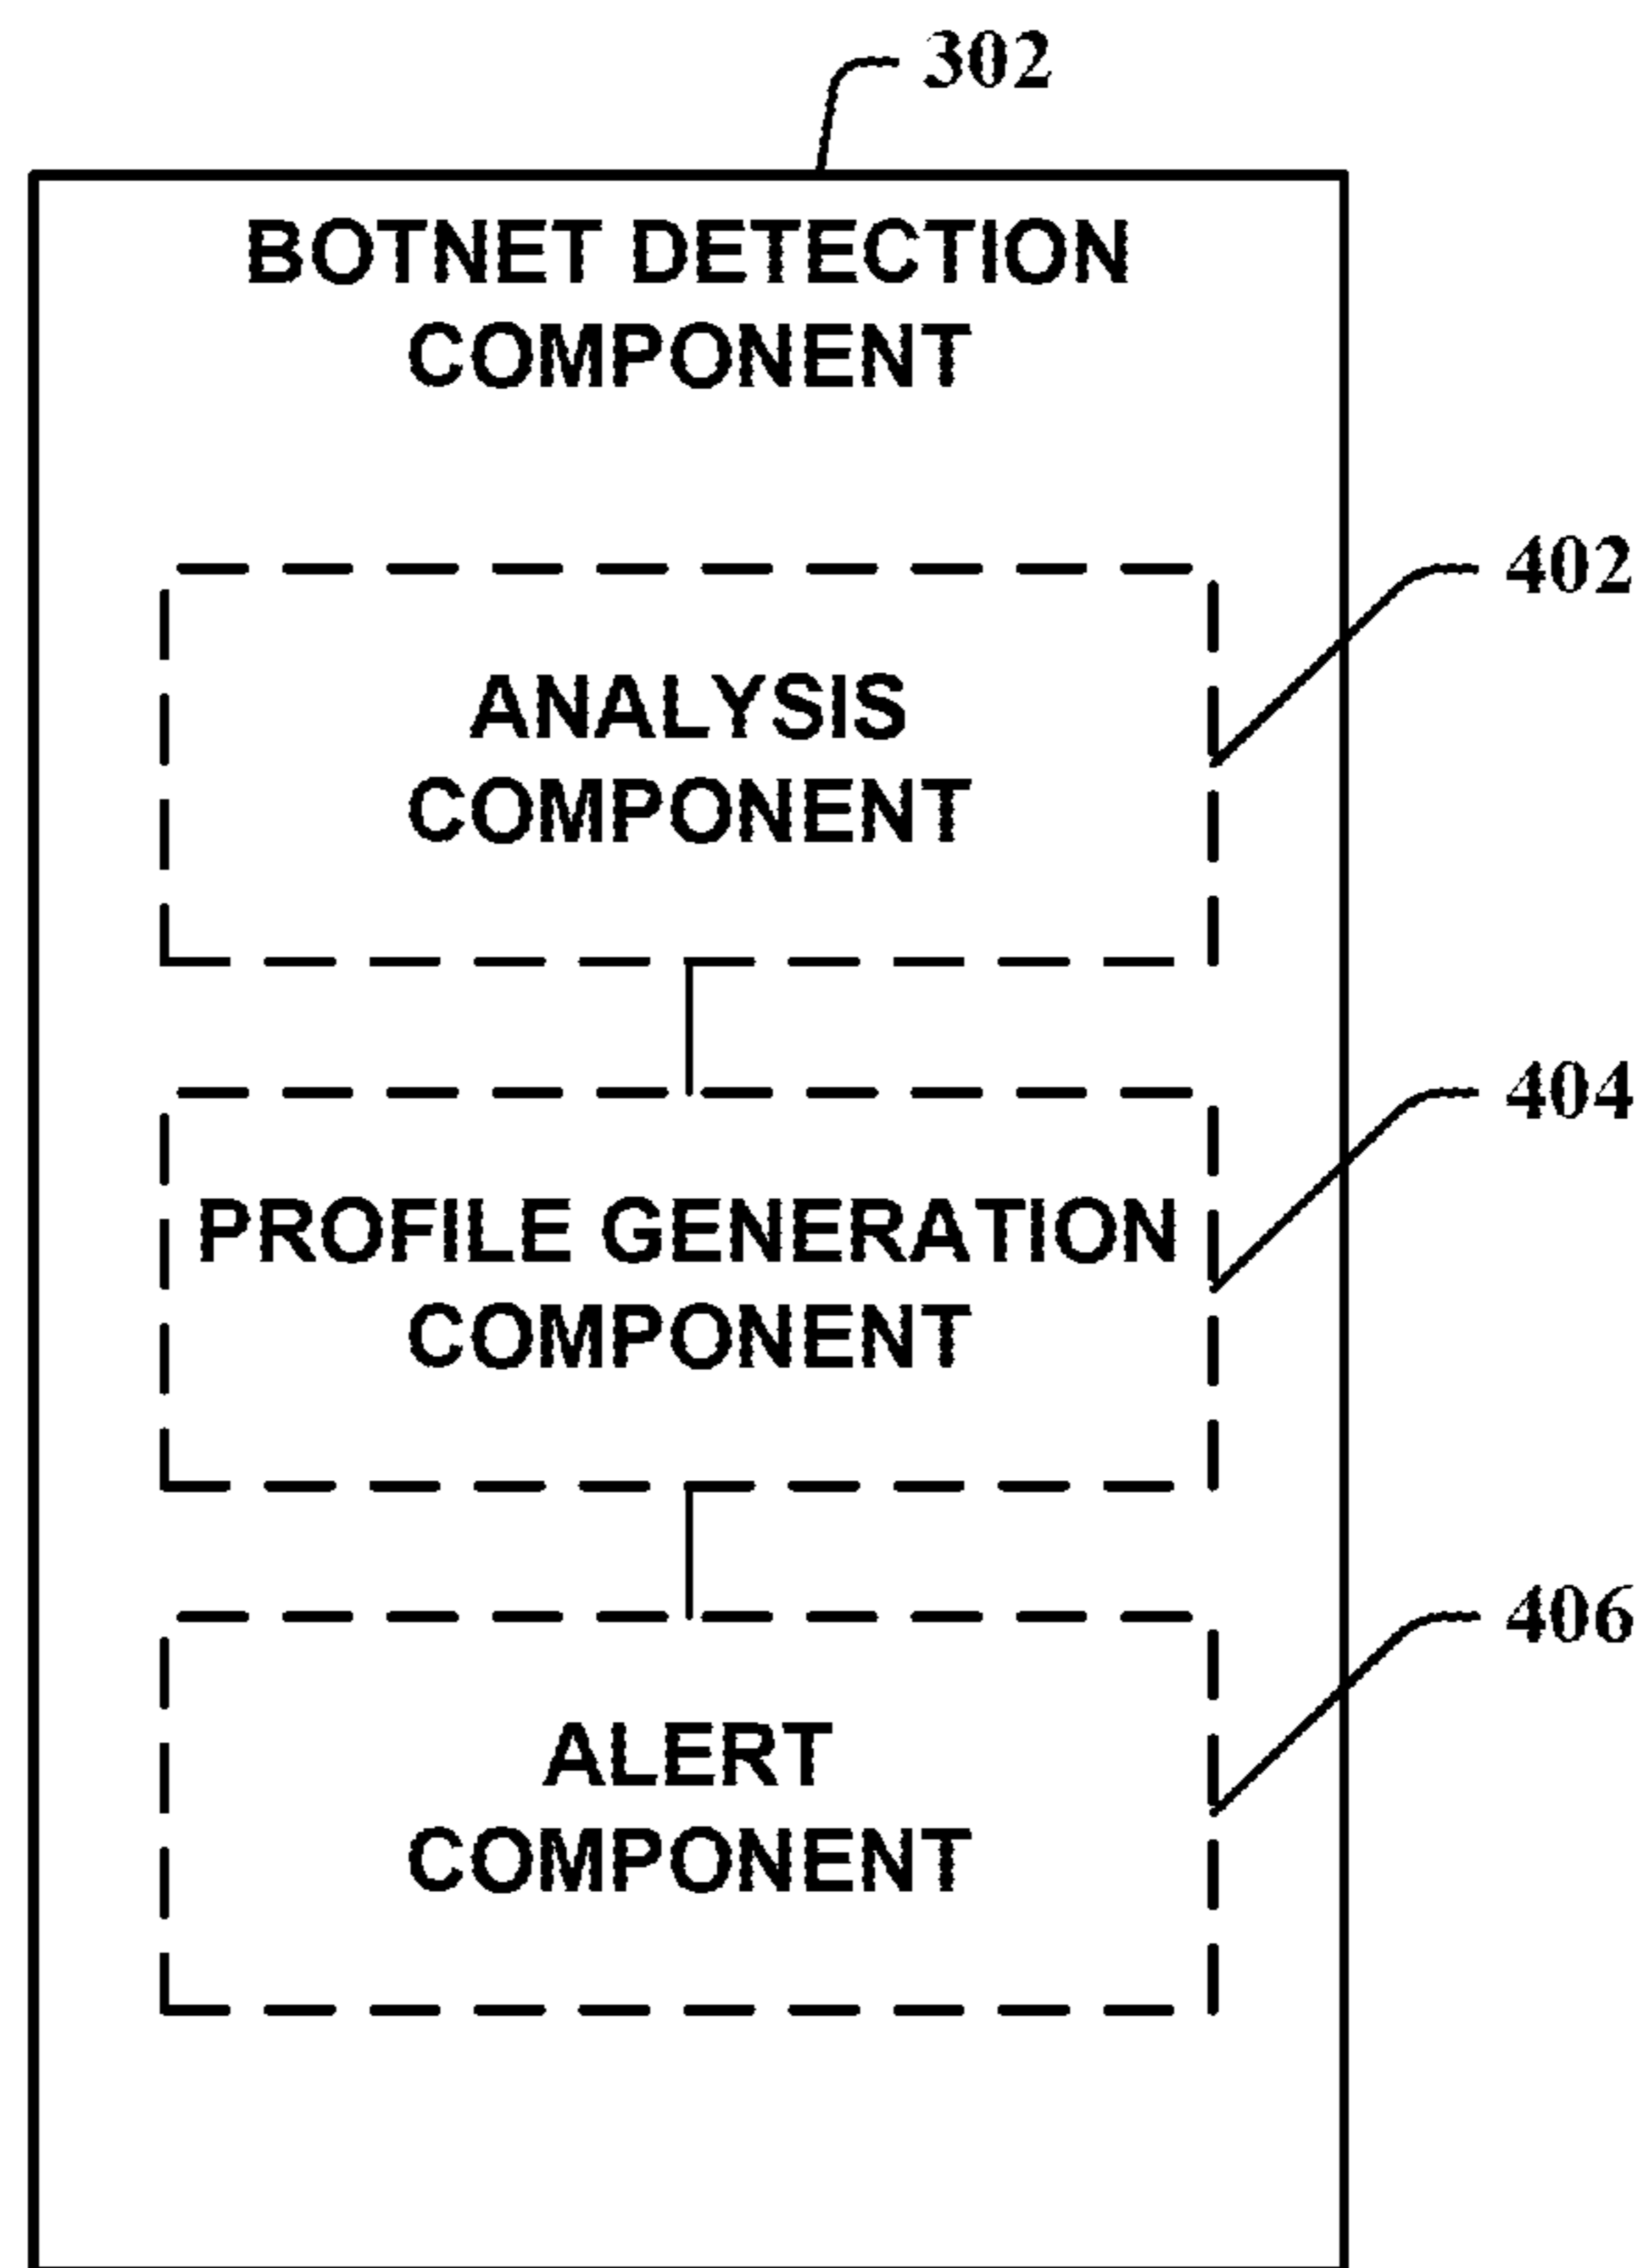 302
BOTNET DETECTION
COMPONENT
402
ANALYSIS
COMPONENT
404
PROFILE GENERATION
COMPONENT
406
ALERT
COMPONENT